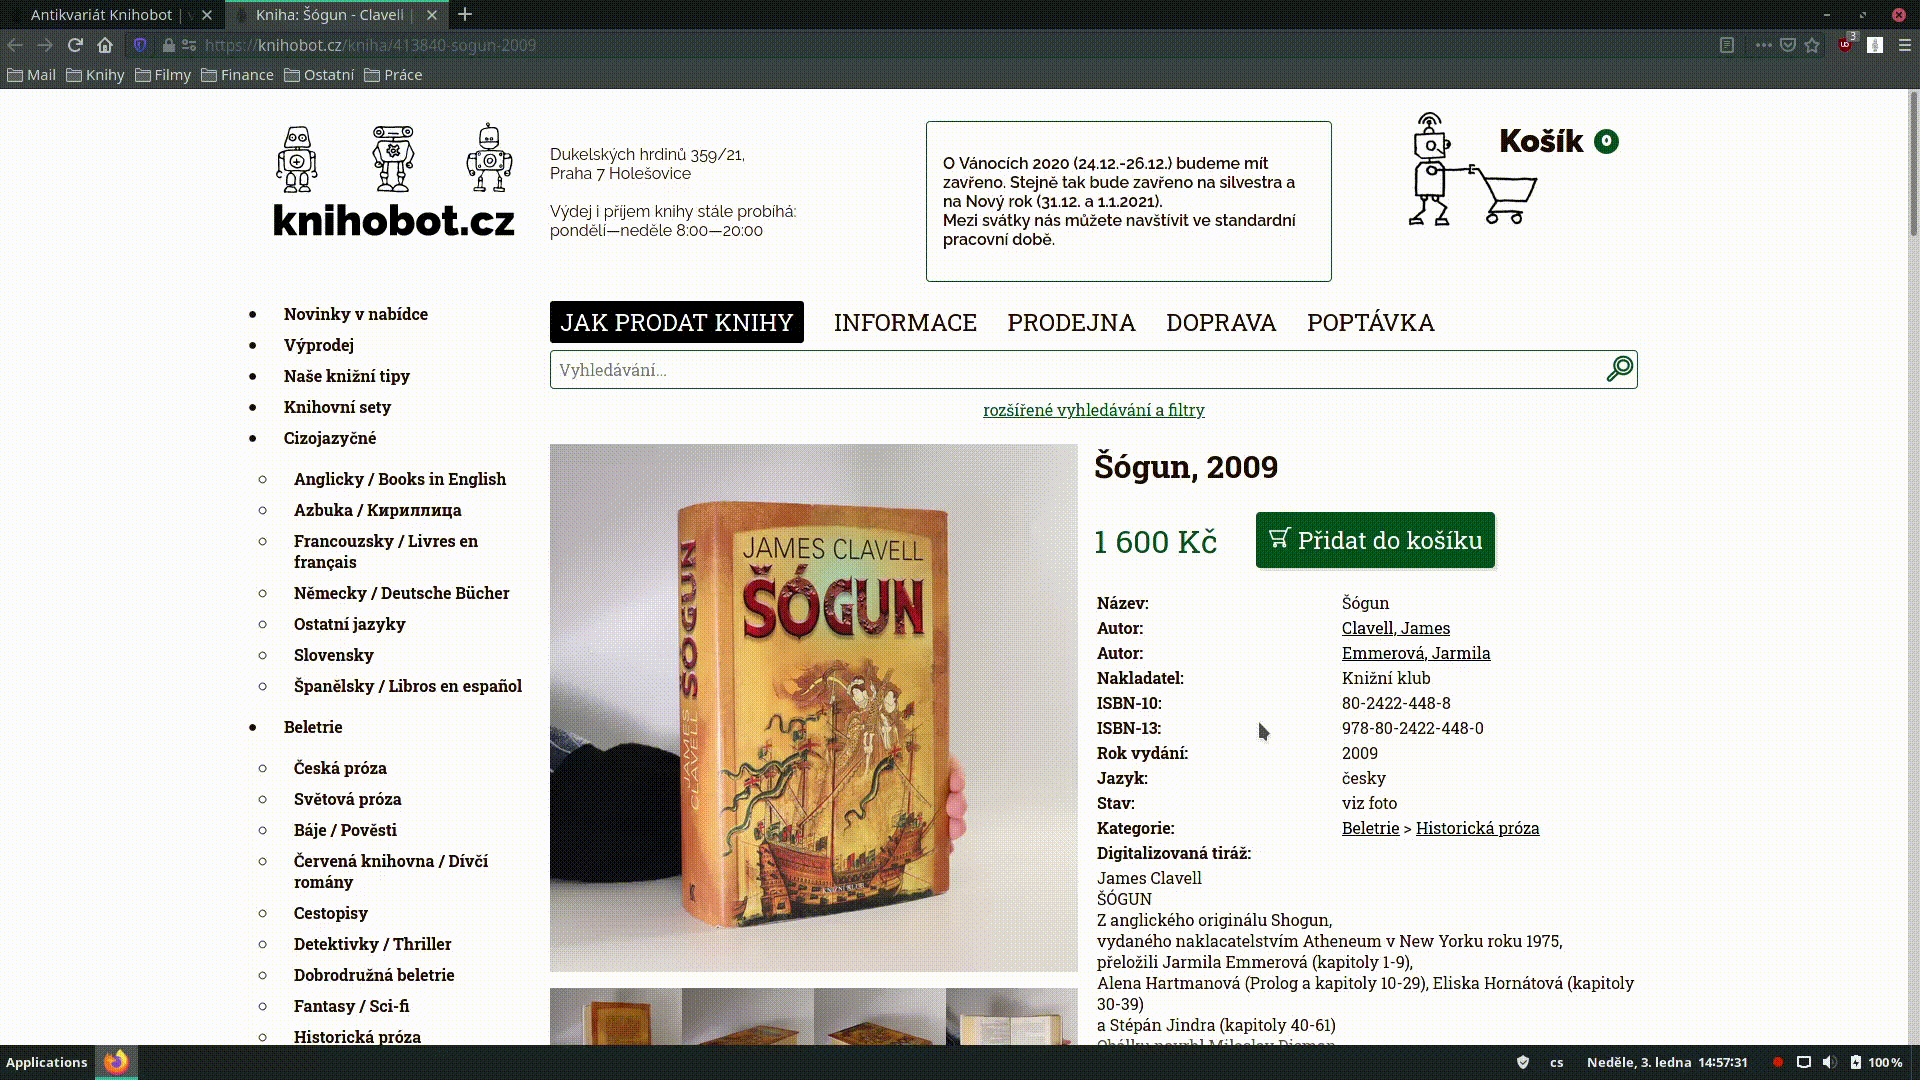 Antikvariát Knihobot |
Kniha: Šógun - Clavell |
https://knihobot.cz/kniha/413840-sogun-2009
3
Mail
Knihy
Filmy
Finance
Ostatní
Práce
knihobot.cz
Dukelských hrdinů 359/21,
Praha 7 Holešovice
Výdej i příjem knihy stále probíhá:
pondělí—neděle 8:00—20:00
O Vánocích 2020 (24.12.-26.12.) budeme mít
zavřeno. Stejně tak bude zavřeno na silvestra a
na Nový rok (31.12. a 1.1.2021).
Mezi svátky nás můžete navštívit ve standardní
pracovní době.
Košík 0
Novinky v nabídce
Výprodej
Naše knižní tipy
Knihovní sety
Cizojazyčné
Anglicky / Books in English
Azbuka / Кириллица
Francouzsky / Livres en
français
Německy / Deutsche Bücher
Ostatní jazyky
Slovensky
Španělsky / Libros en español
Beletrie
Česká próza
Světová próza
Báje / Pověsti
Červená knihovna / Dívčí
romány
Cestopisy
Detektivky / Thriller
Dobrodružná beletrie
Fantasy / Sci-fi
Historická próza
JAK PRODAT KNIHY
INFORMACE
PRODEJNA
DOPRAVA
POPTÁVKA
Vyhledávání...
rozšířené vyhledávání a filtry
JAMES CLAVELL
ŠÓGUN
JAMES CLAVELL ŠÓGUN
KNIŽNÍ KLUB
Šógun, 2009
1 600 Kč
Přidat do košíku
Název: Šógun
Autor: Clavell, James
Autor: Emmerová, Jarmila
Nakladatel: Knižní klub
ISBN-10: 80-2422-448-8
ISBN-13: 978-80-2422-448-0
Rok vydání: 2009
Jazyk: česky
Stav: viz foto
Kategorie: Beletrie > Historická próza
Digitalizovaná tiráž:
James Clavell
ŠÓGUN
Z anglického originálu Shogun,
vydaného naklacatelstvím Atheneum v New Yorku roku 1975,
přeložili Jarmila Emmerová (kapitoly 1-9),
Alena Hartmanová (Prolog a kapitoly 10-29), Eliska Hornátová (kapitoly
30-39)
a Stépán Jindra (kapitoly 40-61)
Applications
cs
Neděle, 3. ledna 14:57:31
100%